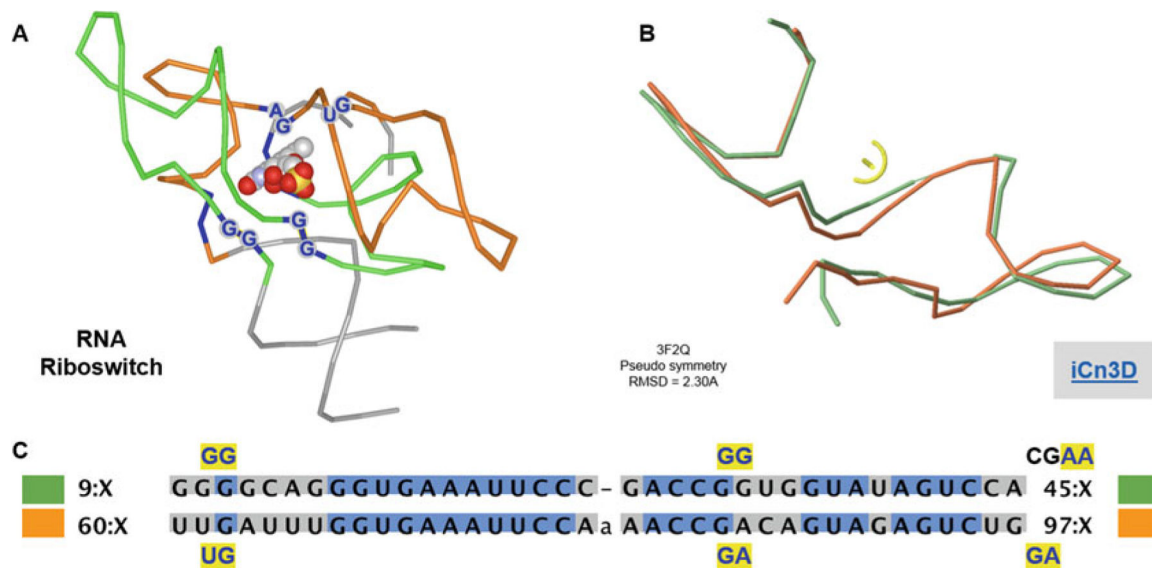 A
B
A
G
U
G
G
G
G
G
RNA
Riboswitch
3F2Q
Pseudo symmetry
RMSD = 2.30A
iCn3D
C
GG GG CGAA
9:X GGGGCAGGGUGAAAUUCCC-GACCGGUGGUAUAGUCCA 45:X
60:X UUGAUUUGGUGAAAUUCCAaAACCGACAGUAGAGUCUG 97:X
UG GA GA